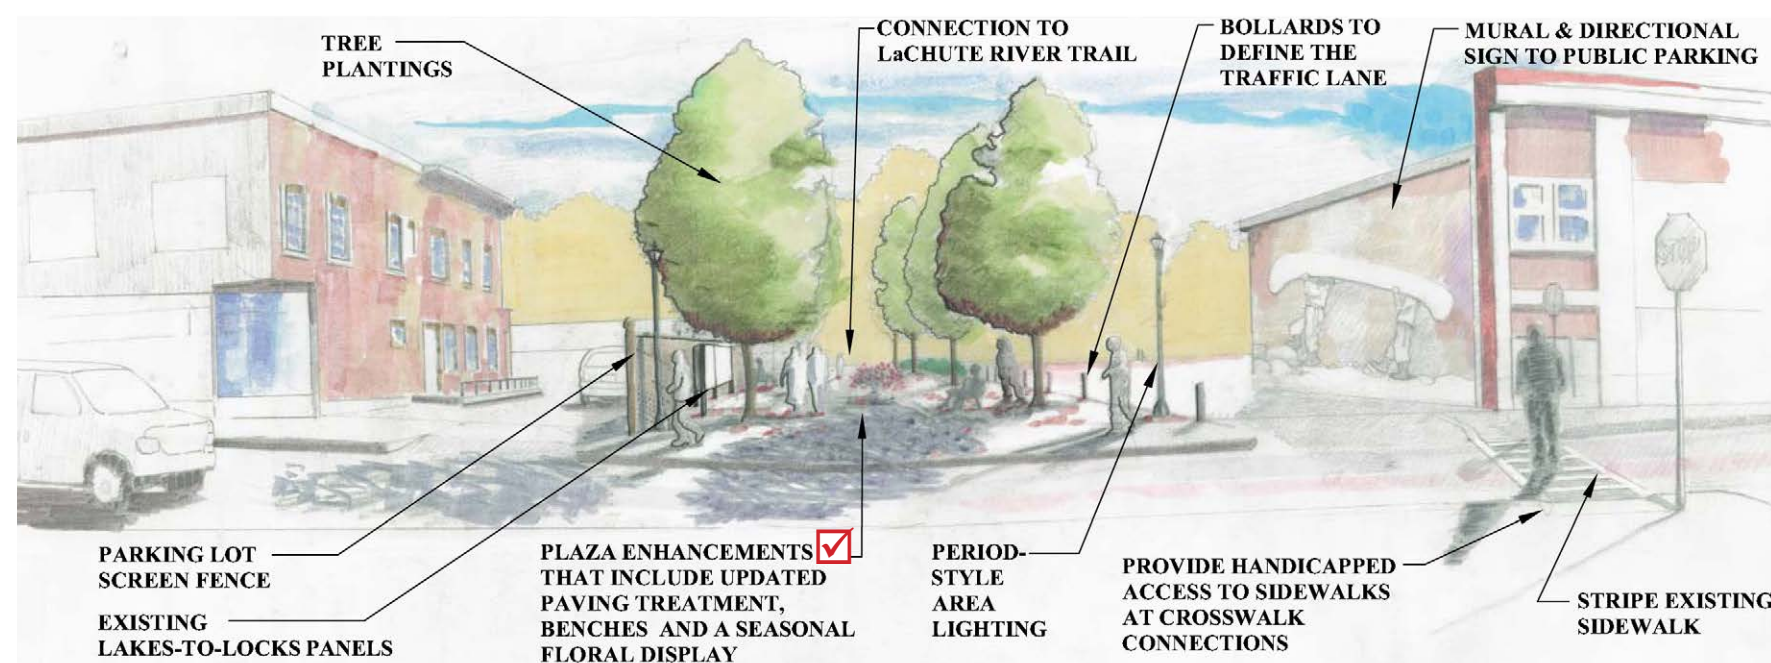 TREE
PLANTINGS
CONNECTION TO
LaCHUTE RIVER TRAIL
BOLLARDS TO
DEFINE THE
TRAFFIC LANE
MURAL & DIRECTIONAL
SIGN TO PUBLIC PARKING
STOP
PARKING LOT
SCREEN FENCE
EXISTING
LAKES-TO-LOCKS PANELS
PLAZA ENHANCEMENTS
THAT INCLUDE UPDATED
PAVING TREATMENT,
BENCHES AND A SEASONAL
FLORAL DISPLAY
PERIOD-
STYLE
AREA
LIGHTING
PROVIDE HANDICAPPED
ACCESS TO SIDEWALKS
AT CROSSWALK
CONNECTIONS
STRIPE EXISTING
SIDEWALK